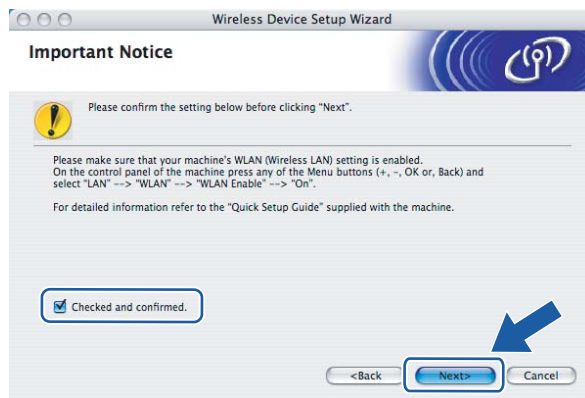 Wireless Device Setup Wizard
Important Notice
Please confirm the setting below before clicking "Next".
Please make sure that your machine's WLAN (Wireless LAN) setting is enabled.
On the control panel of the machine press any of the Menu buttons (+, -, OK or, Back) and
select "LAN" --> "WLAN" --> "WLAN Enable" --> "On".
For detailed information refer to the "Quick Setup Guide" supplied with the machine.
Checked and confirmed.
<Back Next> Cancel